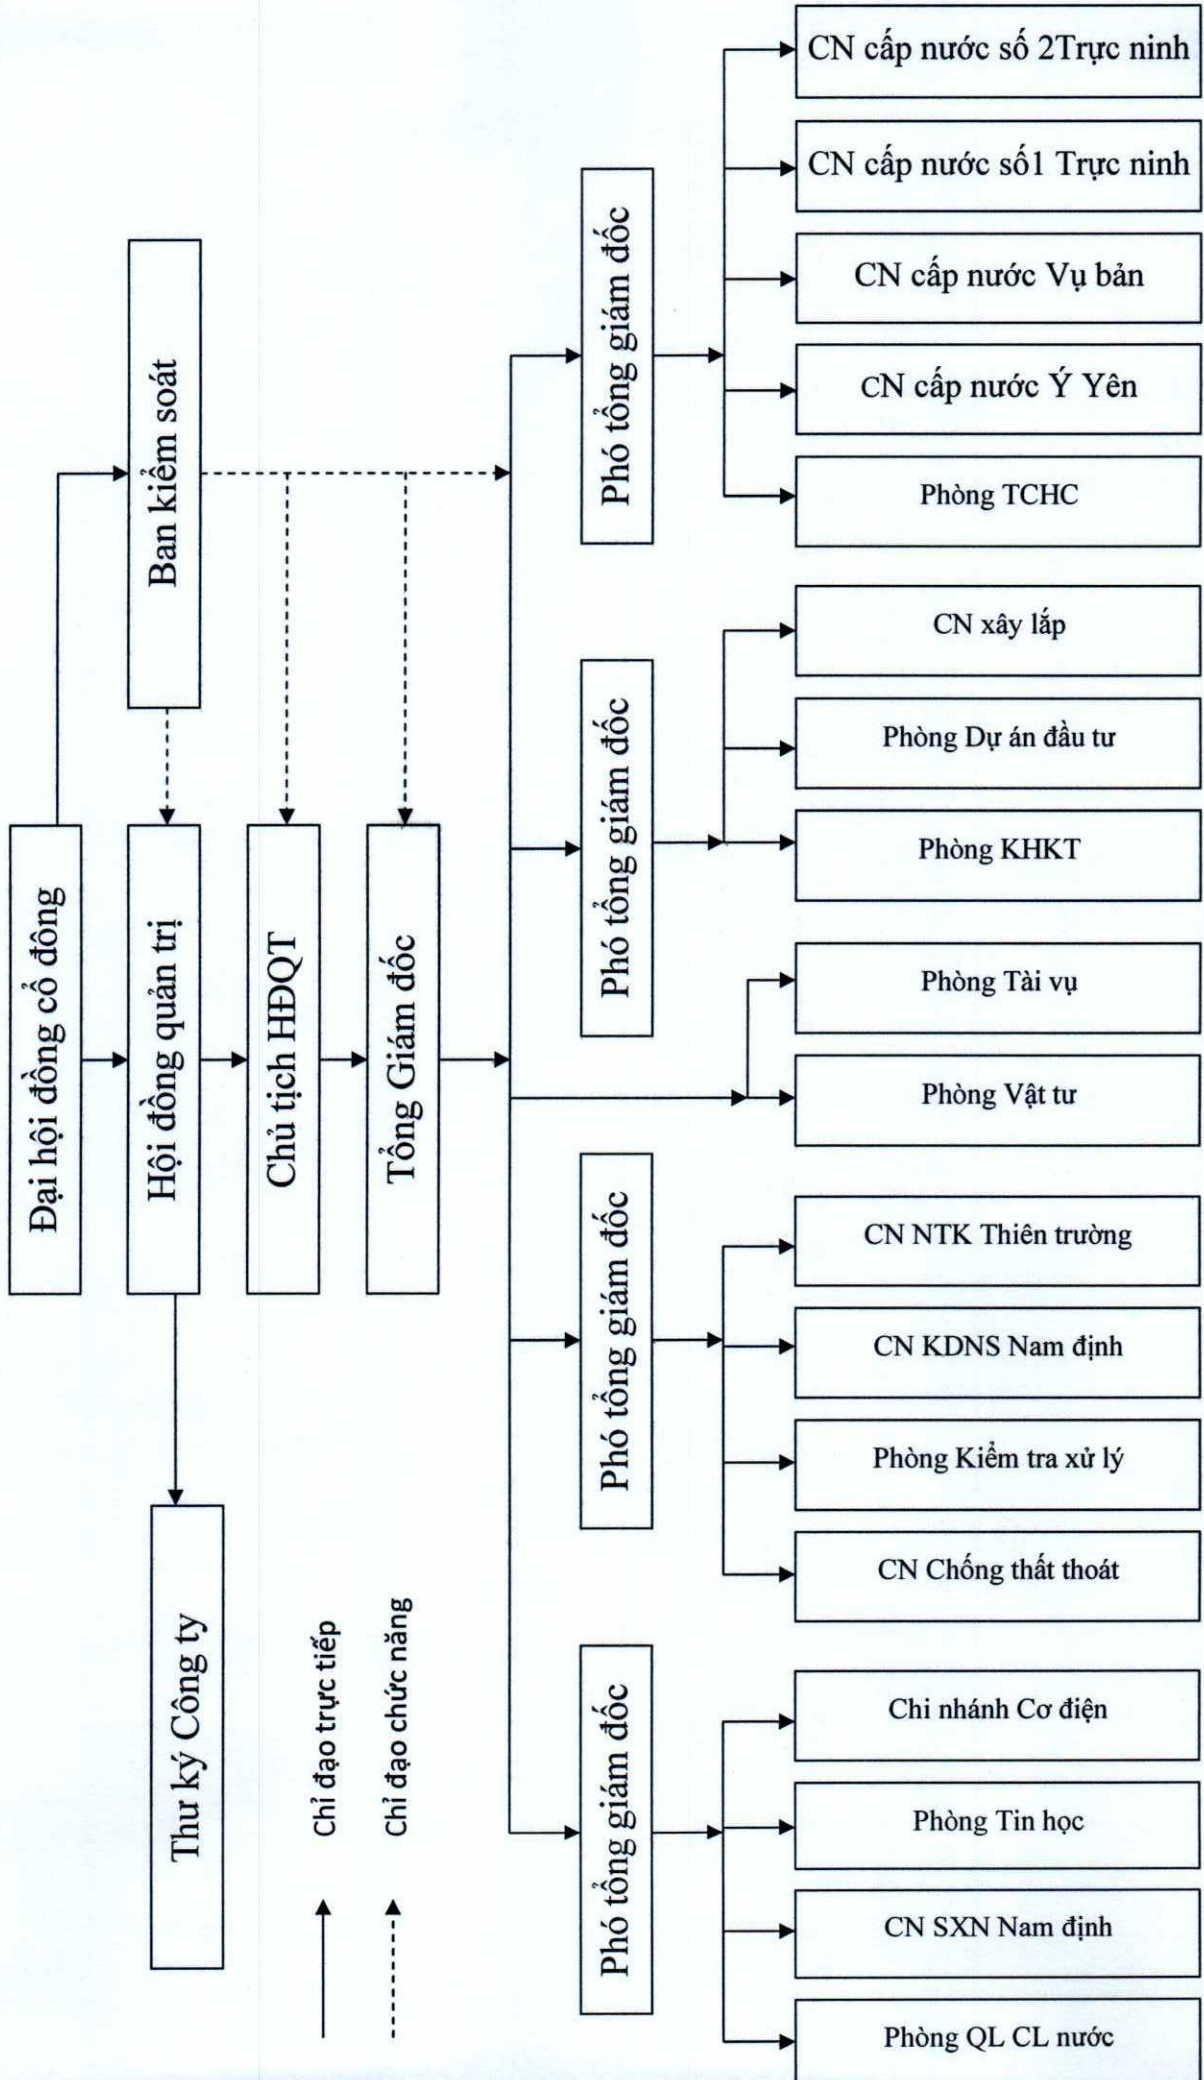 Đại hội đồng cổ đông
Ban kiểm soát
Hội đồng quản trị
Thư ký Công ty
Chủ tịch HĐQT
Tổng Giám đốc
Chỉ đạo trực tiếp
Chỉ đạo chức năng
Phó tổng giám đốc
Phó tổng giám đốc
Phó tổng giám đốc
Phó tổng giám đốc
CN cấp nước số 2Trực ninh
CN cấp nước số1 Trực ninh
CN cấp nước Vụ bản
CN cấp nước Ý Yên
Phòng TCHC
CN xây lắp
Phòng Dự án đầu tư
Phòng KHKT
Phòng Tài vụ
Phòng Vật tư
CN NTK Thiên trường
CN KDNS Nam định
Phòng Kiểm tra xử lý
CN Chống thất thoát
Chi nhánh Cơ điện
Phòng Tin học
CN SXN Nam định
Phòng QL CL nước